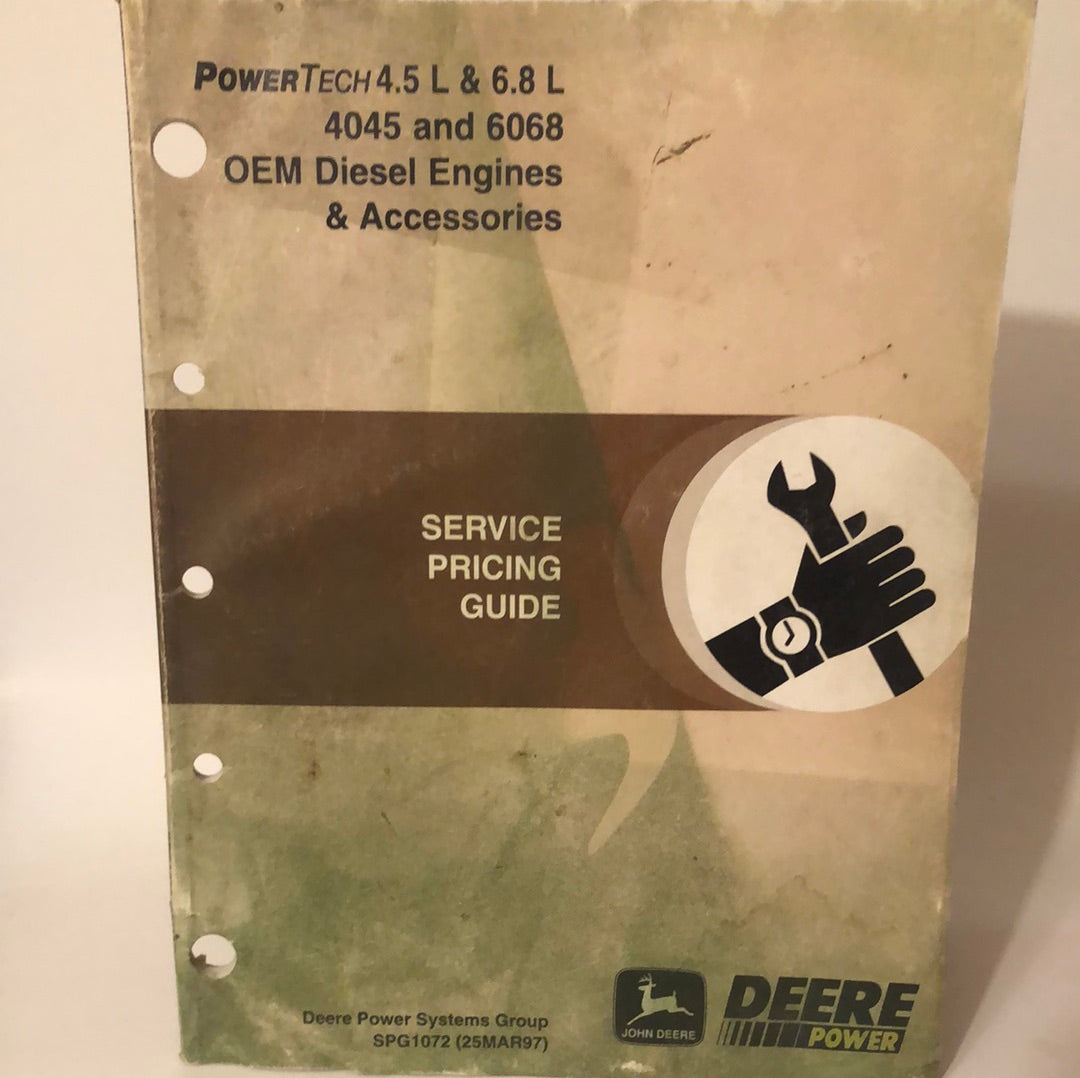 POWERTECH 4.5 L & 6.8 L
4045 and 6068
OEM Diesel Engines
& Accessories
SERVICE
PRICING
GUIDE
Deere Power Systems Group
SPG1072 (25MAR97)
JOHN DEERE
DEERE
POWER